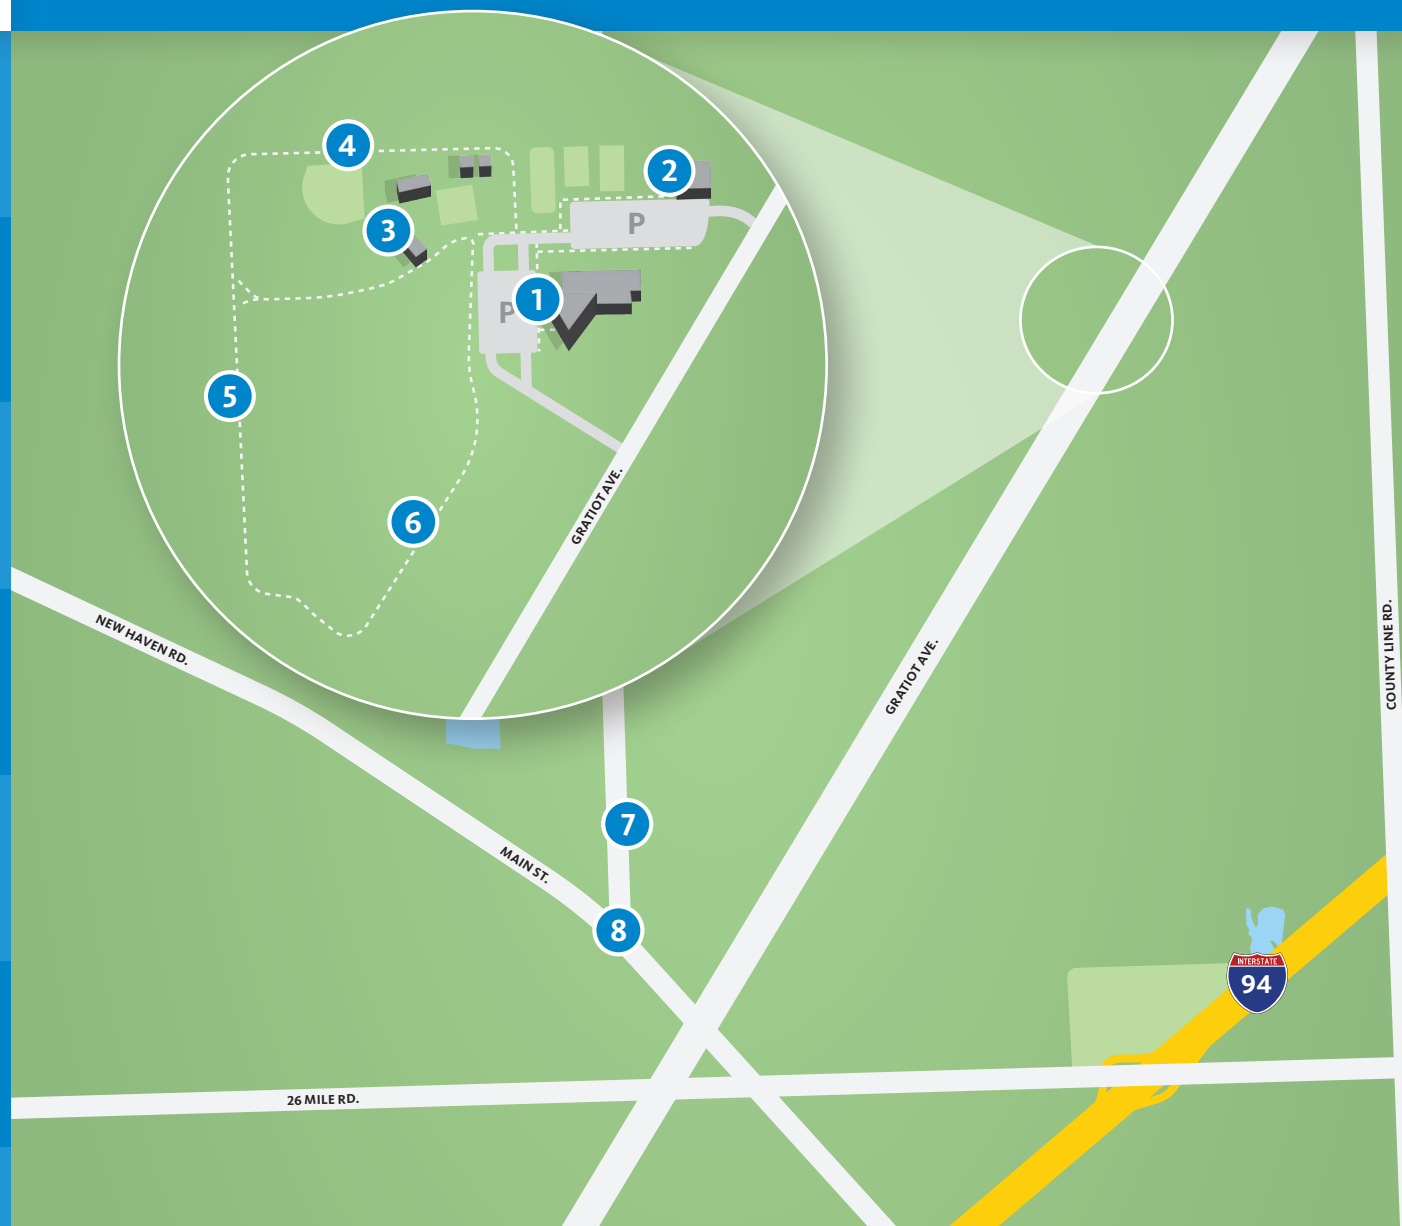 4
2
P
3
1
P
5
GRATIOT AVE.
6
NEW HAVEN RD.
GRATIOT AVE.
COUNTY LINE RD.
7
MAIN ST.
8
INTERSTATE
94
26 MILE RD.